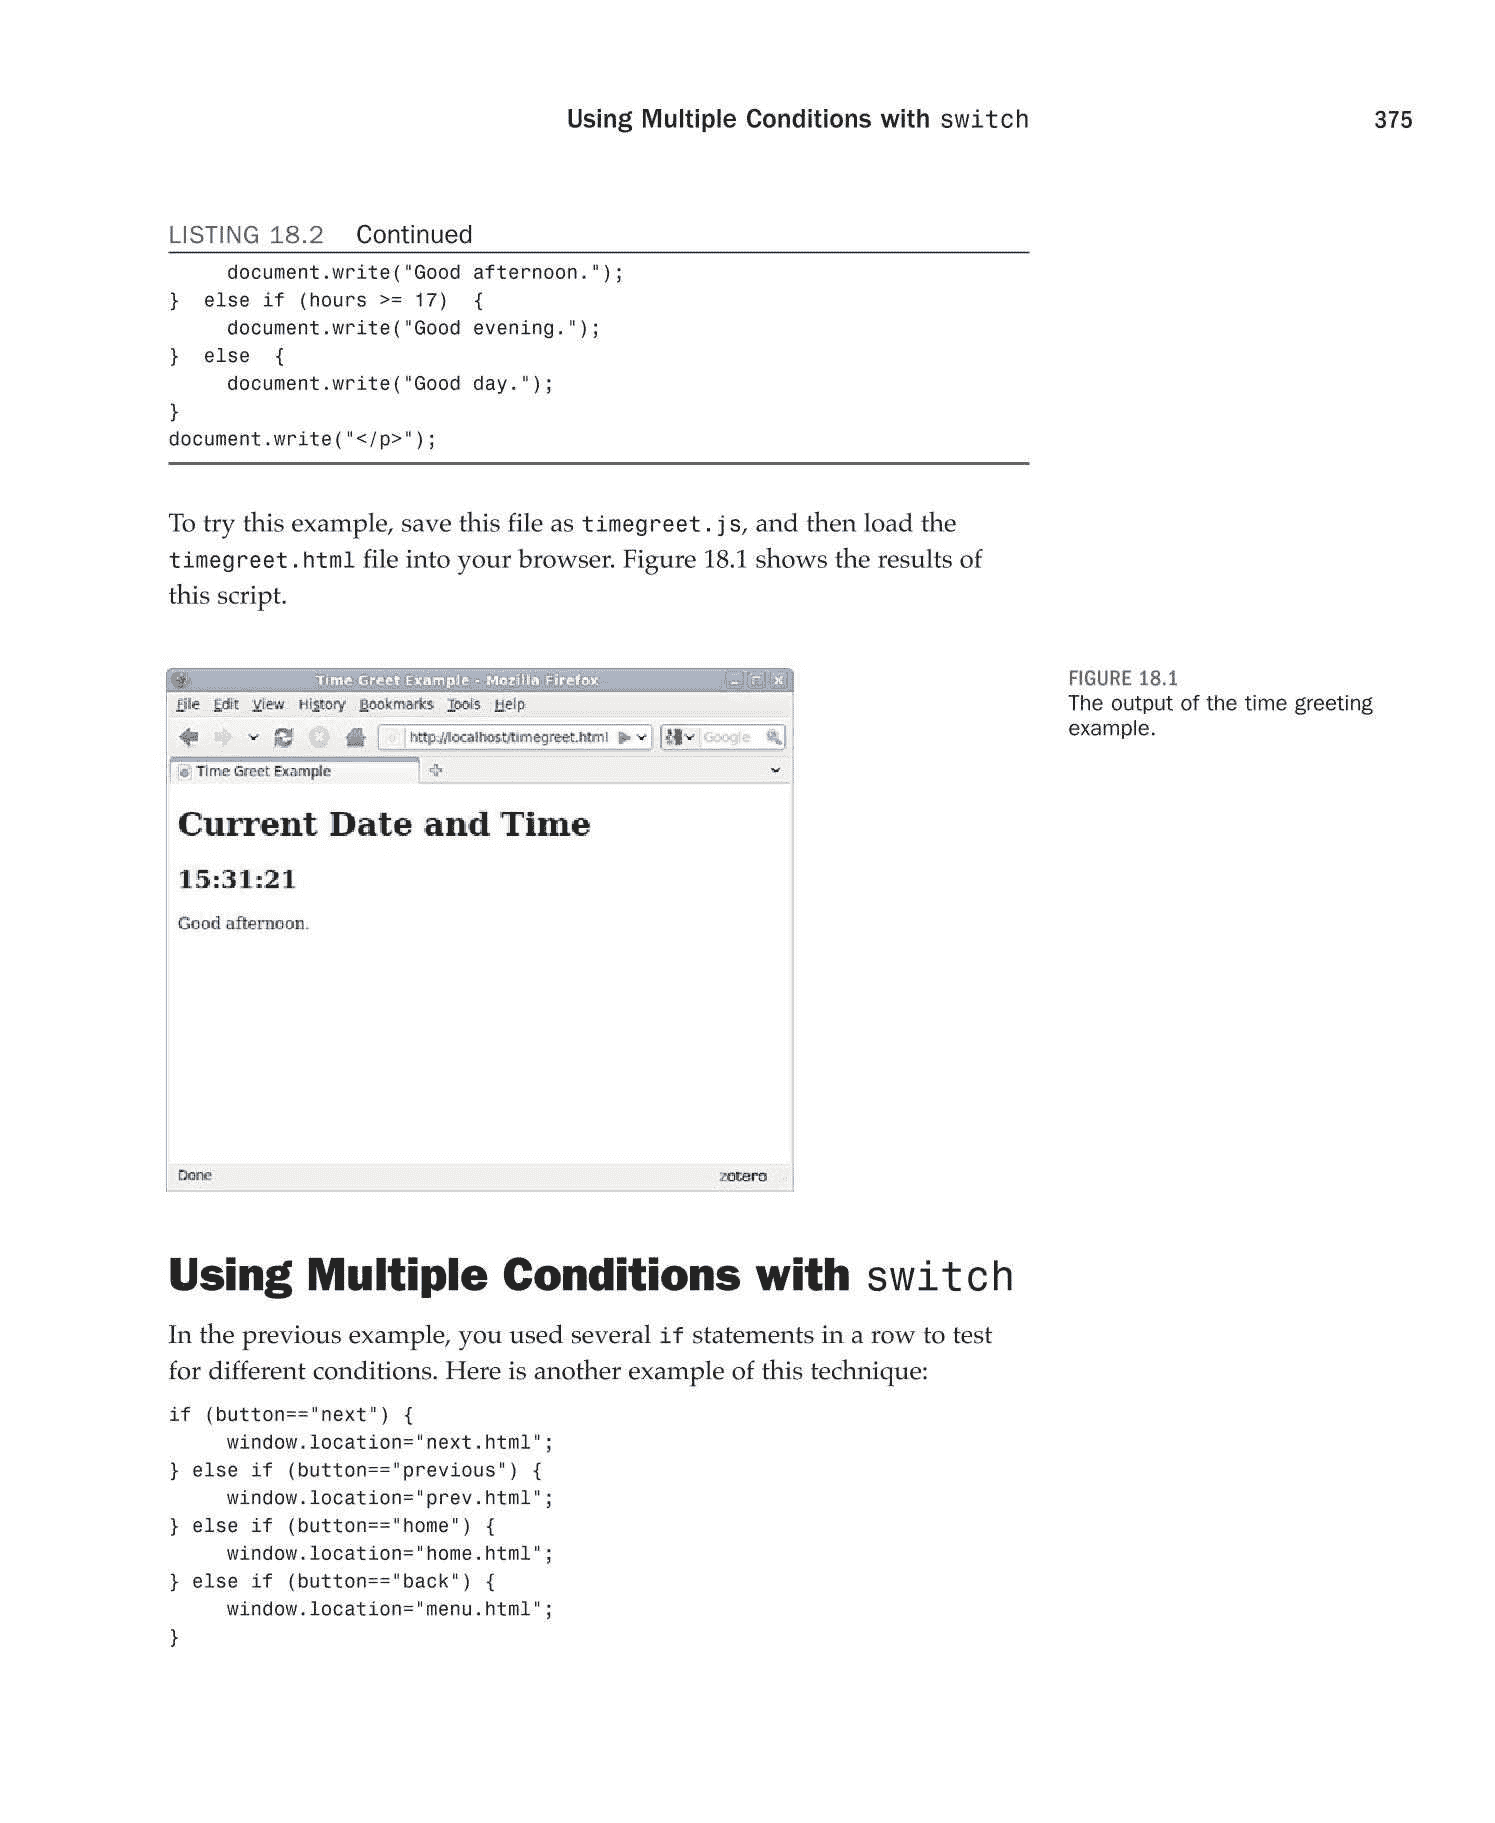 Using Multiple Conditions with switch 375
LISTING 18.2 Continued
document.write("Good afternoon.");
} else if (hours >= 17) {
document.write("Good evening.");
} else {
document.write("Good day.");
}
document.write("</p>");
To try this example, save this file as timegreet.js, and then load the
timegreet.html file into your browser. Figure 18.1 shows the results of
this script.
Time Greet Example - Mozilla Firefox
File Edit View History Bookmarks Tools Help
http://localhost/timegreet.html Google
Time Greet Example
Current Date and Time
15:31:21
Good afternoon.
Done zotero
FIGURE 18.1
The output of the time greeting
example.
Using Multiple Conditions with switch
In the previous example, you used several if statements in a row to test
for different conditions. Here is another example of this technique:
if (button=="next") {
window.location="next.html";
} else if (button=="previous") {
window.location="prev.html";
} else if (button=="home") {
window.location="home.html";
} else if (button=="back") {
window.location="menu.html";
}